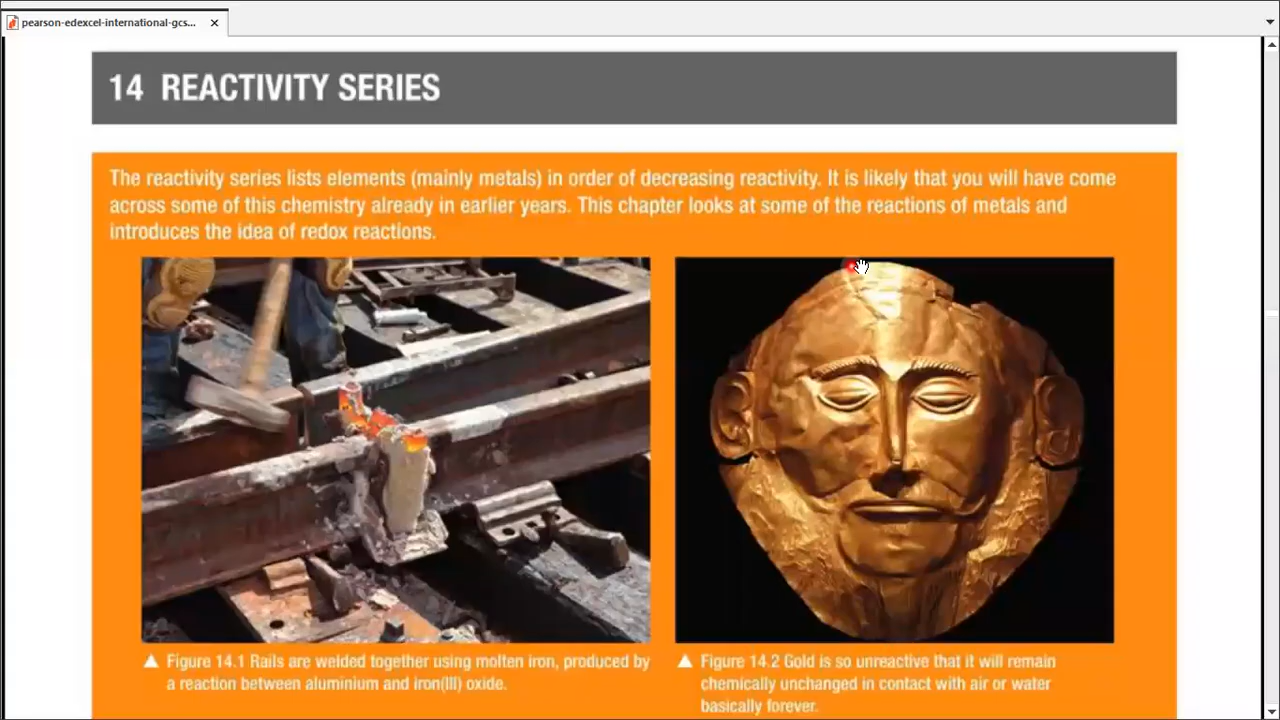 pearson-edexcel-international-gcs...
14 REACTIVITY SERIES
The reactivity series lists elements (mainly metals) in order of decreasing reactivity. It is likely that you will have come
across some of this chemistry already in earlier years. This chapter looks at some of the reactions of metals and
introduces the idea of redox reactions.
▲ Figure 14.1 Rails are welded together using molten iron, produced by
a reaction between aluminium and iron(III) oxide.
▲ Figure 14.2 Gold is so unreactive that it will remain
chemically unchanged in contact with air or water
basically forever.